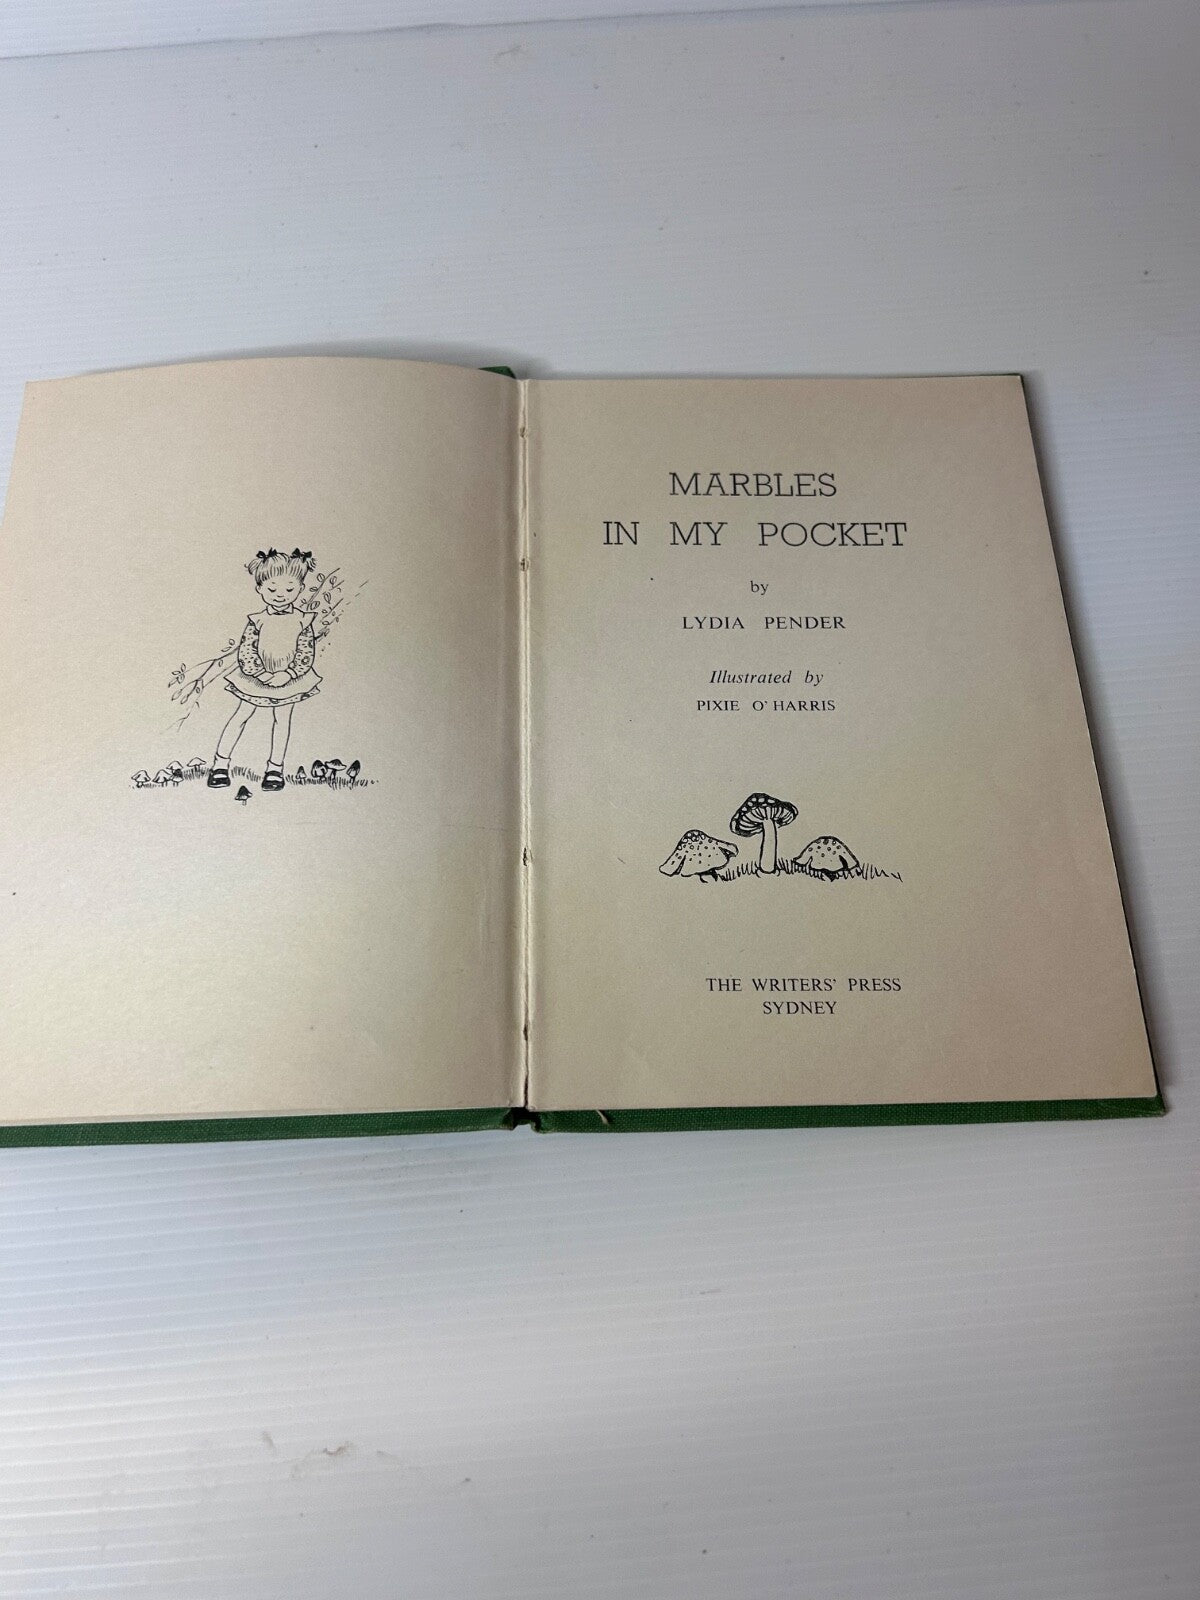 MARBLES
IN MY POCKET
by
LYDIA PENDER
Illustrated by
PIXIE O' HARRIS
THE WRITERS' PRESS
SYDNEY